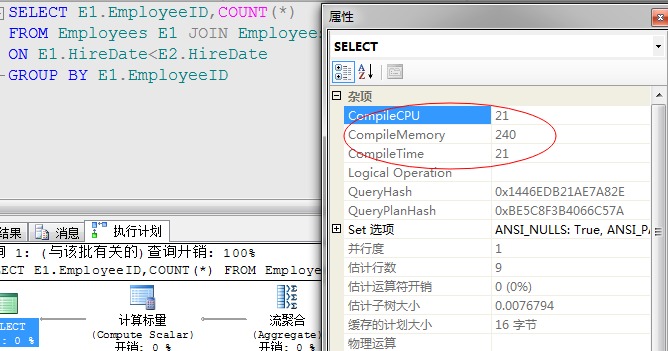 SELECT E1.EmployeeID,COUNT(*)
FROM Employees E1 JOIN Employees
ON E1.HireDate<E2.HireDate
GROUP BY E1.EmployeeID
属性
SELECT
杂项
CompileCPU 21
CompileMemory 240
CompileTime 21
Logical Operation
QueryHash 0x1446EDB21AE7A82E
QueryPlanHash 0xBE5C8F3B4066C57A
Set 选项 ANSI_NULLS: True, ANSI_PA
并行度 1
估计行数 9
估计运算符开销 0 (0%)
估计子树大小 0.0076794
缓存的计划大小 16 字节
物理运算
结果 消息 执行计划
1: (与该批有关的)查询开销: 100%
SELECT E1.EmployeeID,COUNT(*) FROM Employe
SELECT
: 0 %
计算标量
(Compute Scalar)
开销: 0 %
流聚合
(Aggregate)
开销: 0 %